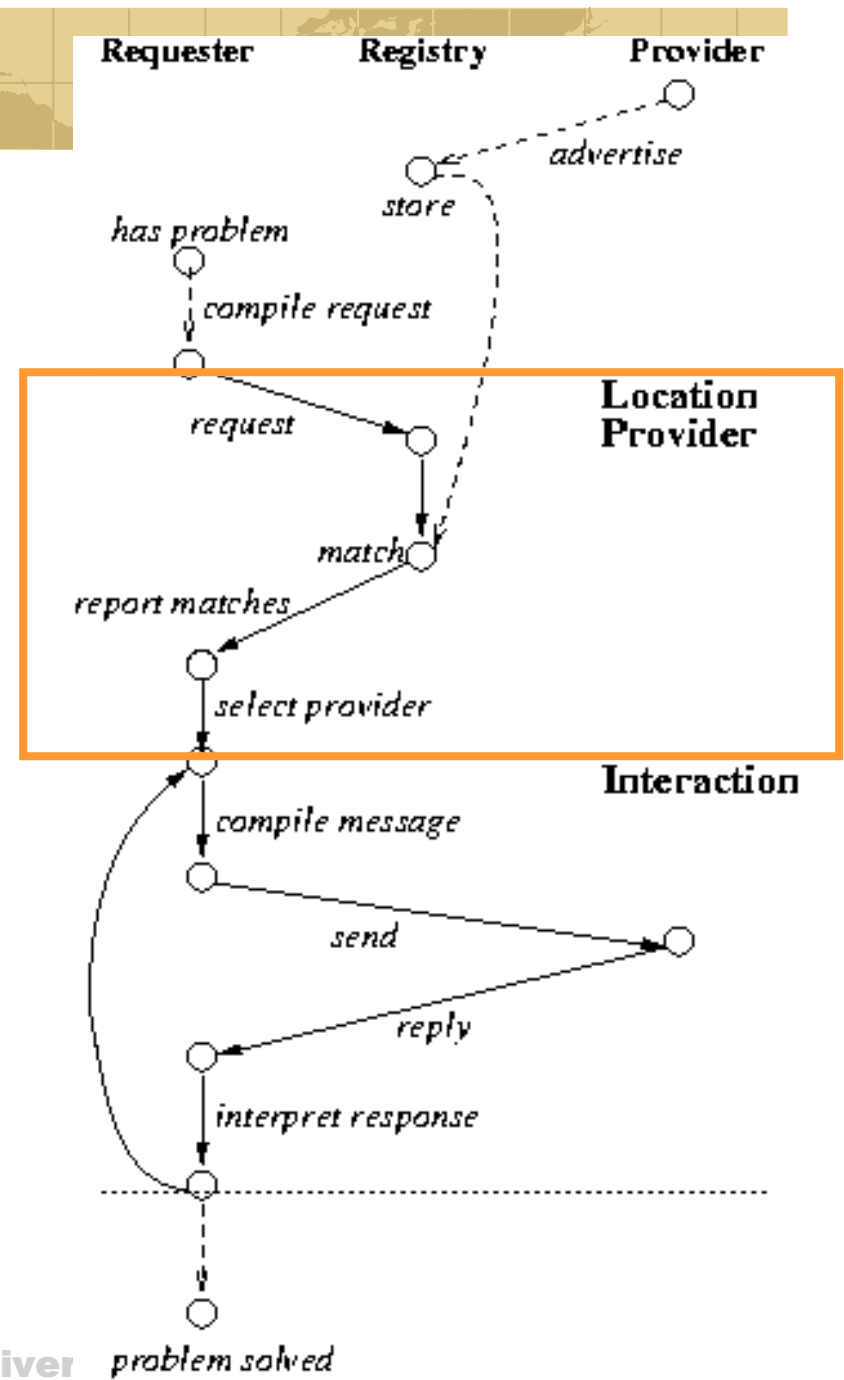 Requester Registry Provider
advertise
store
has problem
compile request
Location
Provider
request
match
report matches
select provider
Interaction
compile message
send
reply
interpret response
problem solved
iver